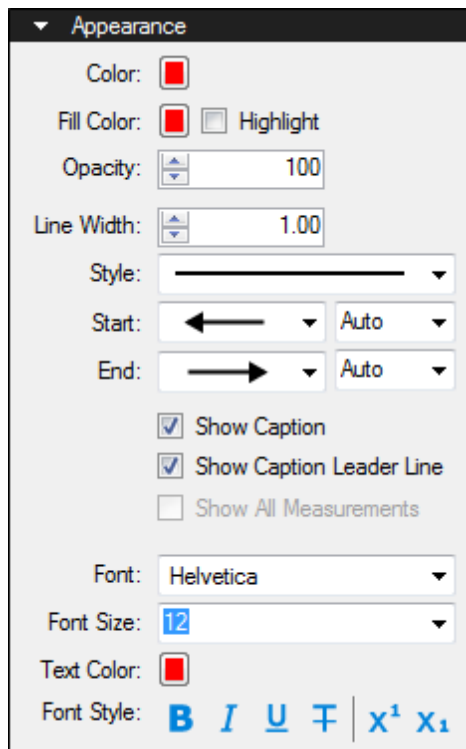 Appearance
Color:
Fill Color: Highlight
Opacity: 100
Line Width: 1.00
Style:
Start: Auto
End: Auto
Show Caption
Show Caption Leader Line
Show All Measurements
Font: Helvetica
Font Size: 12
Text Color:
Font Style: B I U T X¹ X₁